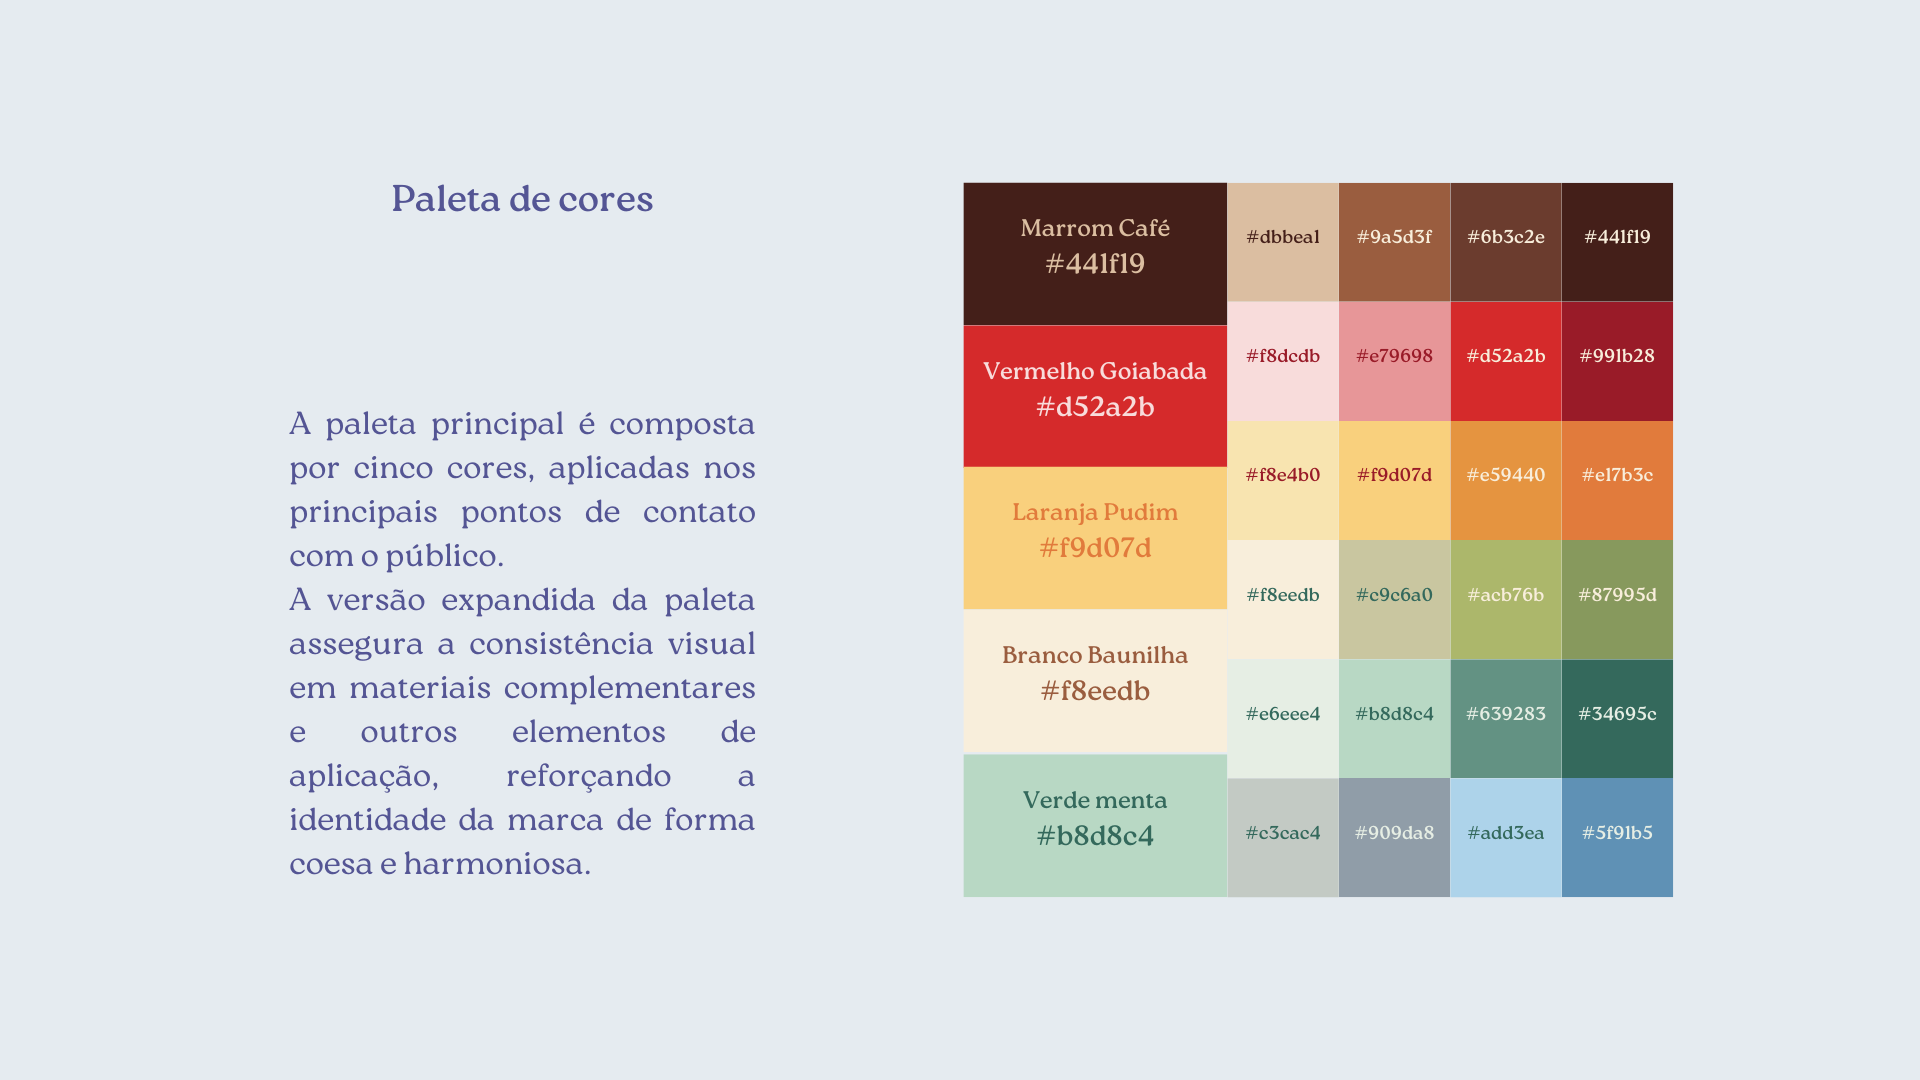 Paleta de cores
A paleta principal é composta
por cinco cores, aplicadas nos
principais pontos de contato
com o público.
A versão expandida da paleta
assegura a consistência visual
em materiais complementares
e outros elementos de
aplicação, reforçando a
identidade da marca de forma
coesa e harmoniosa.
Marrom Café
#441f19
Vermelho Goiabada
#d52a2b
Laranja Pudim
#f9d07d
Branco Baunilha
#f8eedb
Verde menta
#b8d8c4
#dbbea1 #9a5d3f #6b3c2e #441f19
#f8dcdb #e79698 #d52a2b #991b28
#f8e4b0 #f9d07d #e59440 #e17b3c
#f8eedb #c9c6a0 #acb76b #87995d
#e6eee4 #b8d8c4 #639283 #34695c
#c3cac4 #909da8 #add3ea #5f91b5